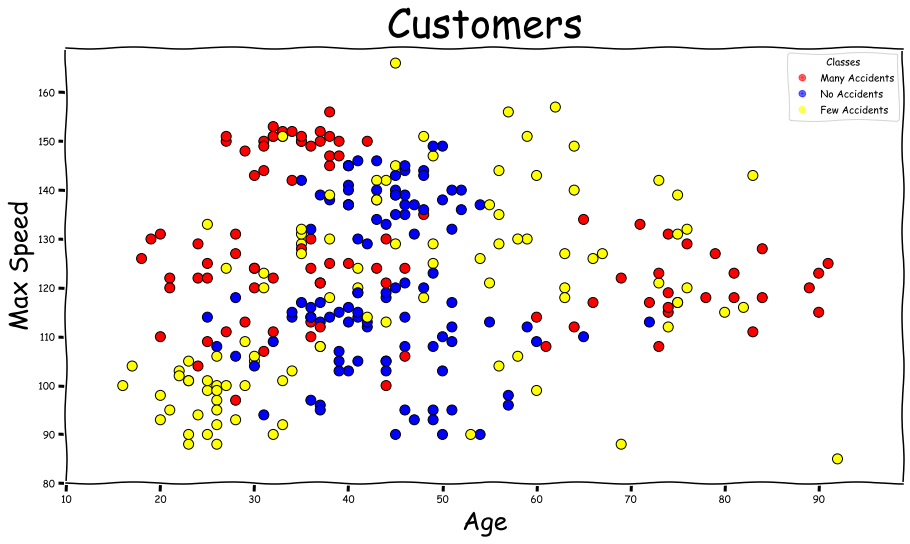 Customers
Classes
Many Accidents
No Accidents
Few Accidents
Max Speed
160
150
140
130
120
110
100
90
80
10 20 30 40 50 60 70 80 90
Age